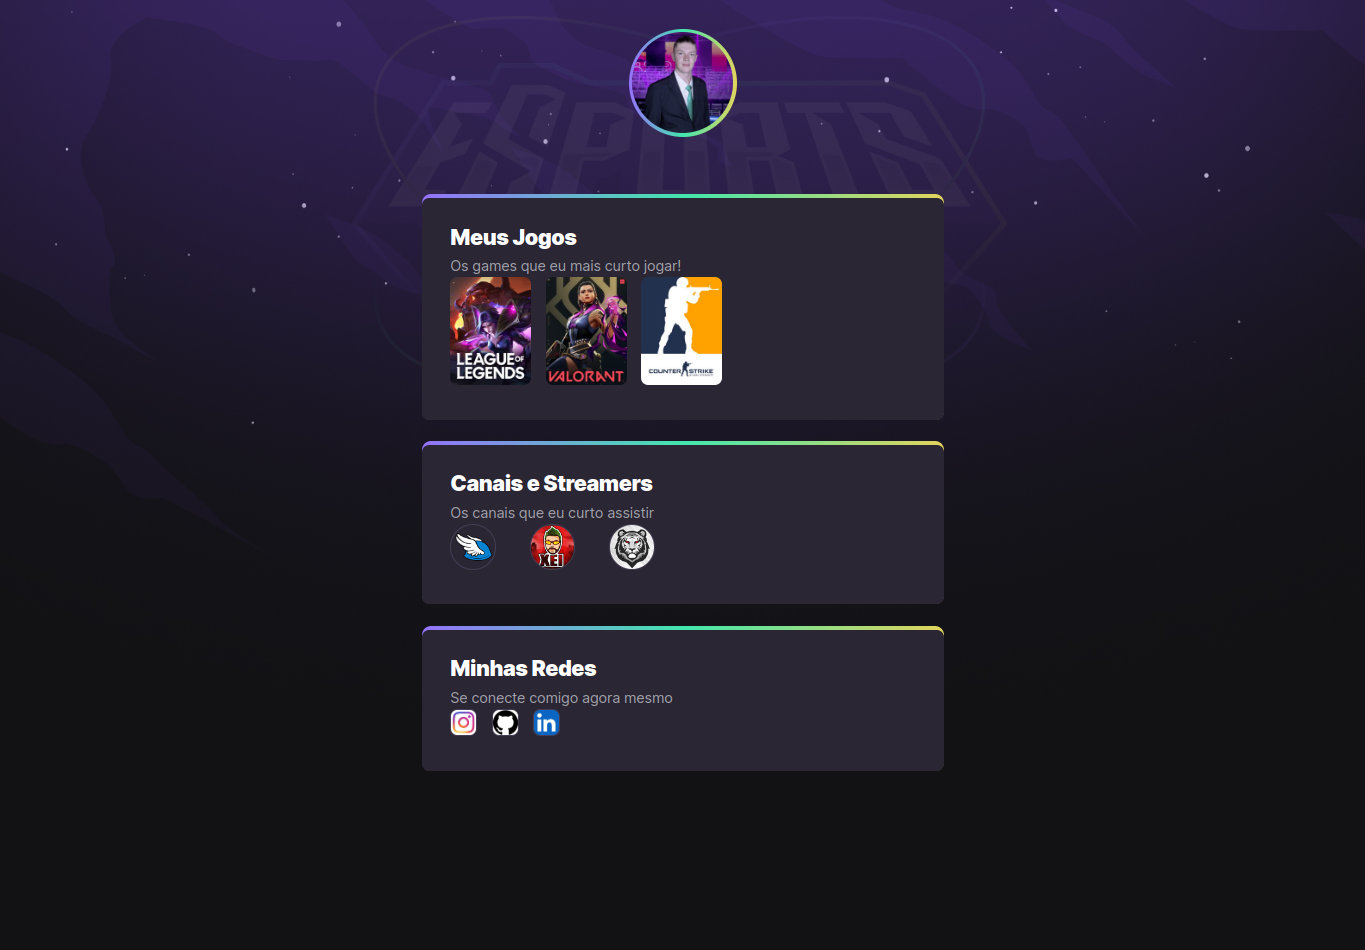 ESPORTS
Meus Jogos
Os games que eu mais curto jogar!
LEAGUE OF
LEGENDS
VALORANT
COUNTER STRIKE
Canais e Streamers
Os canais que eu curto assistir
XEI
Minhas Redes
Se conecte comigo agora mesmo
in